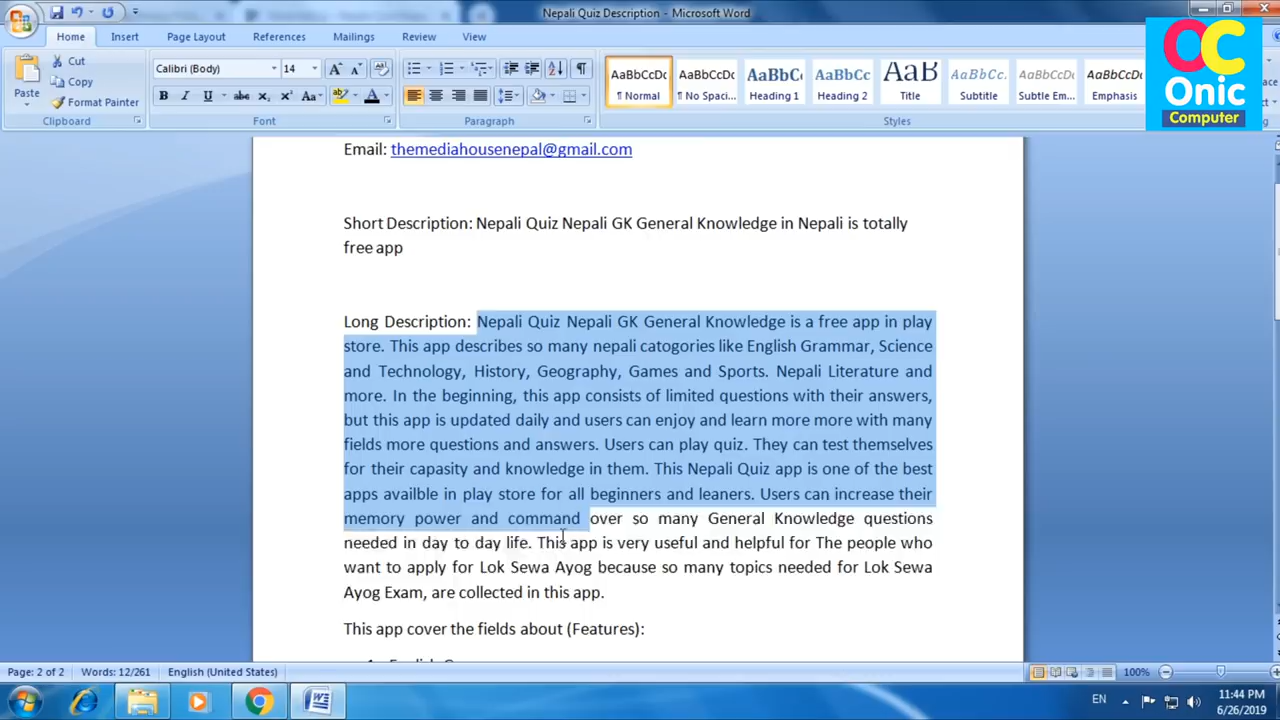 Nepali Quiz Description - Microsoft Word
Home Insert Page Layout References Mailings Review View
Paste
Cut
Copy
Format Painter
Clipboard
Calibri (Body) 14
Font
Paragraph
AaBbCcDc AaBbCcDc AaBbCc AaBbCc AaB AaBbCc. AaBbCcDc AaBbCcDc
¶ Normal ¶ No Spaci... Heading 1 Heading 2 Title Subtitle Subtle Em... Emphasis
Styles
OC
Onic
Computer
Email: themediahousenepal@gmail.com
Short Description: Nepali Quiz Nepali GK General Knowledge in Nepali is totally
free app
Long Description: Nepali Quiz Nepali GK General Knowledge is a free app in play
store. This app describes so many nepali catogories like English Grammar, Science
and Technology, History, Geography, Games and Sports. Nepali Literature and
more. In the beginning, this app consists of limited questions with their answers,
but this app is updated daily and users can enjoy and learn more more with many
fields more questions and answers. Users can play quiz. They can test themselves
for their capasity and knowledge in them. This Nepali Quiz app is one of the best
apps availble in play store for all beginners and leaners. Users can increase their
memory power and command over so many General Knowledge questions
needed in day to day life. This app is very useful and helpful for The people who
want to apply for Lok Sewa Ayog because so many topics needed for Lok Sewa
Ayog Exam, are collected in this app.
This app cover the fields about (Features):
Page: 2 of 2 Words: 12/261 English (United States) 100%
EN 11:44 PM
6/26/2019